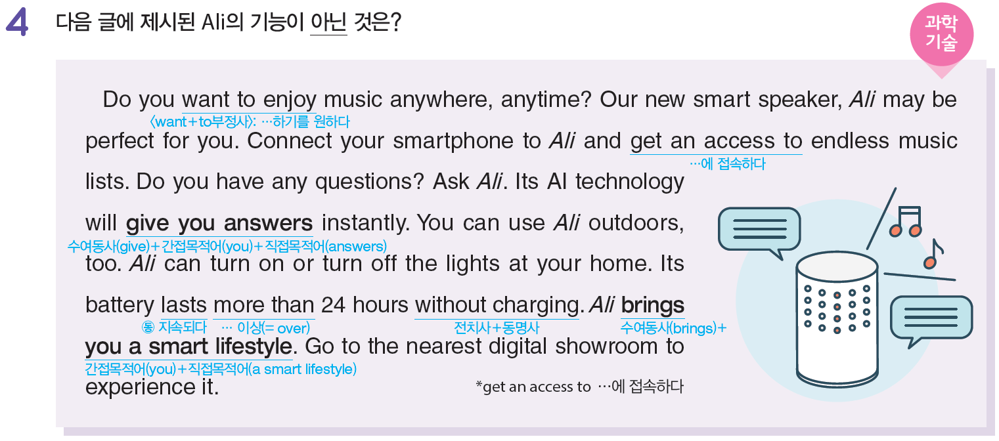 4 다음 글에 제시된 Ali의 기능이 아닌 것은?
과학
기술
Do you want to enjoy music anywhere, anytime? Our new smart speaker, Ali may be
〈want+to부정사〉: …하기를 원하다
perfect for you. Connect your smartphone to Ali and get an access to endless music
…에 접속하다
lists. Do you have any questions? Ask Ali. Its AI technology
will give you answers instantly. You can use Ali outdoors,
수여동사(give)+간접목적어(you)+직접목적어(answers)
too. Ali can turn on or turn off the lights at your home. Its
battery lasts more than 24 hours without charging. Ali brings
㊍ 지속되다 … 이상(= over) 전치사+동명사 수여동사(brings)+
you a smart lifestyle. Go to the nearest digital showroom to
간접목적어(you)+직접목적어(a smart lifestyle)
experience it.
*get an access to …에 접속하다